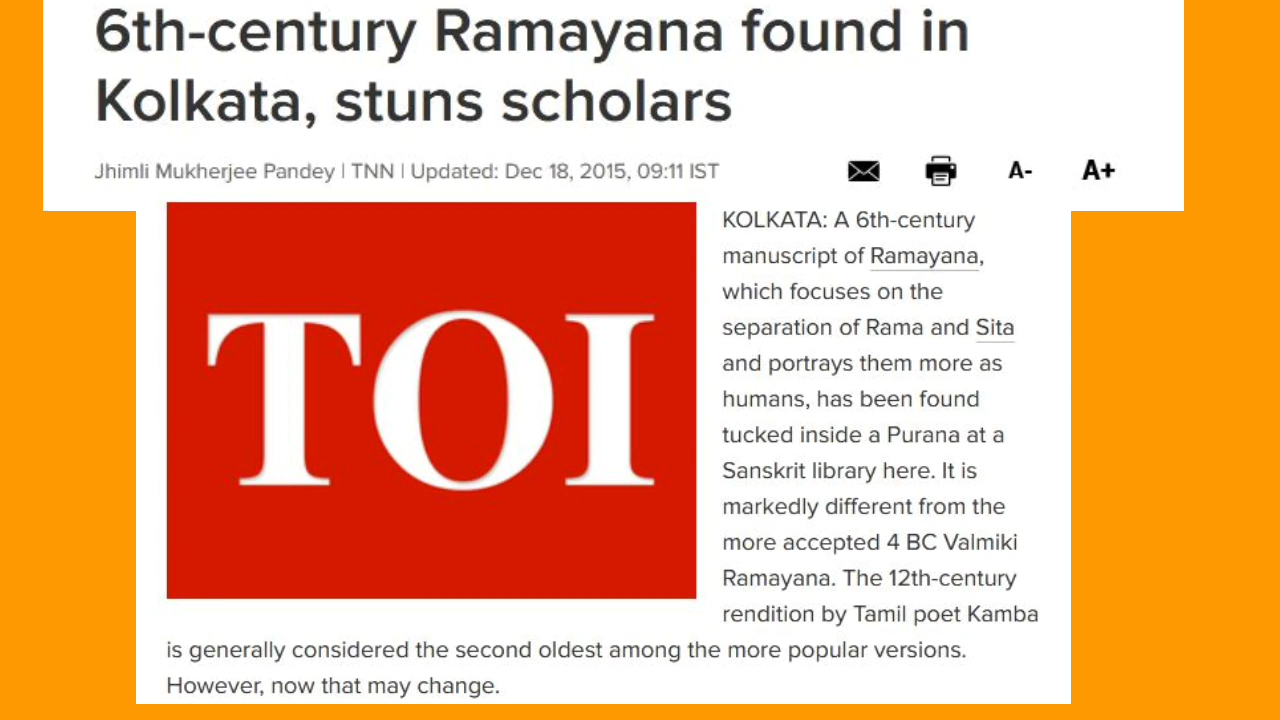 6th-century Ramayana found in
Kolkata, stuns scholars
Jhimli Mukherjee Pandey | TNN | Updated: Dec 18, 2015, 09:11 IST
A-
A+
TOI
KOLKATA: A 6th-century
manuscript of Ramayana,
which focuses on the
separation of Rama and Sita
and portrays them more as
humans, has been found
tucked inside a Purana at a
Sanskrit library here. It is
markedly different from the
more accepted 4 BC Valmiki
Ramayana. The 12th-century
rendition by Tamil poet Kamba
is generally considered the second oldest among the more popular versions.
However, now that may change.